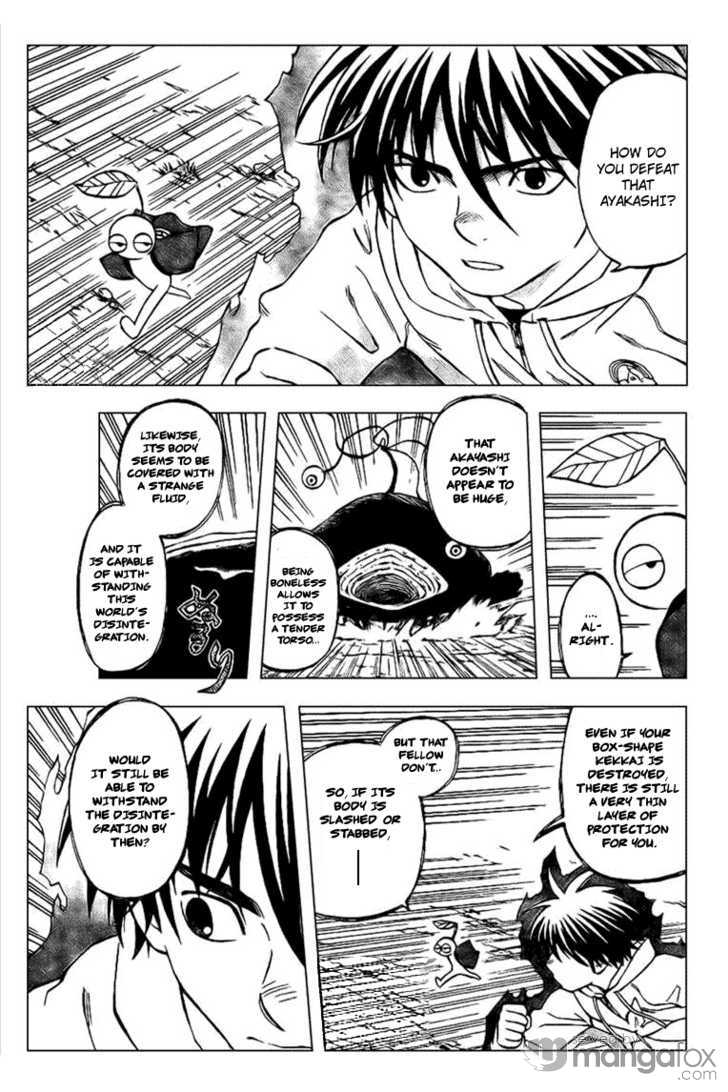 HOW DO
YOU DEFEAT
THAT
AYAKASHI?
....
AL-
RIGHT.
THAT
AKAYASHI
DOESN'T
APPEAR TO
BE HUGE,
BEING
BONELESS
ALLOWS
IT TO
POSSESS
A TENDER
TORSO...
LIKEWISE,
ITS BODY
SEEMS TO BE
COVERED WITH
A STRANGE
FLUID,
AND IT
IS CAPABLE
OF WITH-
STANDING
THIS
WORLD'S
DISINTE-
GRATION.
EVEN IF YOUR
BOX-SHAPE
KEKKAI IS
DESTROYED,
THERE IS STILL
A VERY THIN
LAYER OF
PROTECTION
FOR YOU.
BUT THAT
FELLOW
DON'T..
SO, IF ITS
BODY IS
SLASHED OR
STABBED,
WOULD
IT STILL BE
ABLE TO
WITHSTAND
THE DISINTE-
GRATION BY
THEN?
mangafox
.com